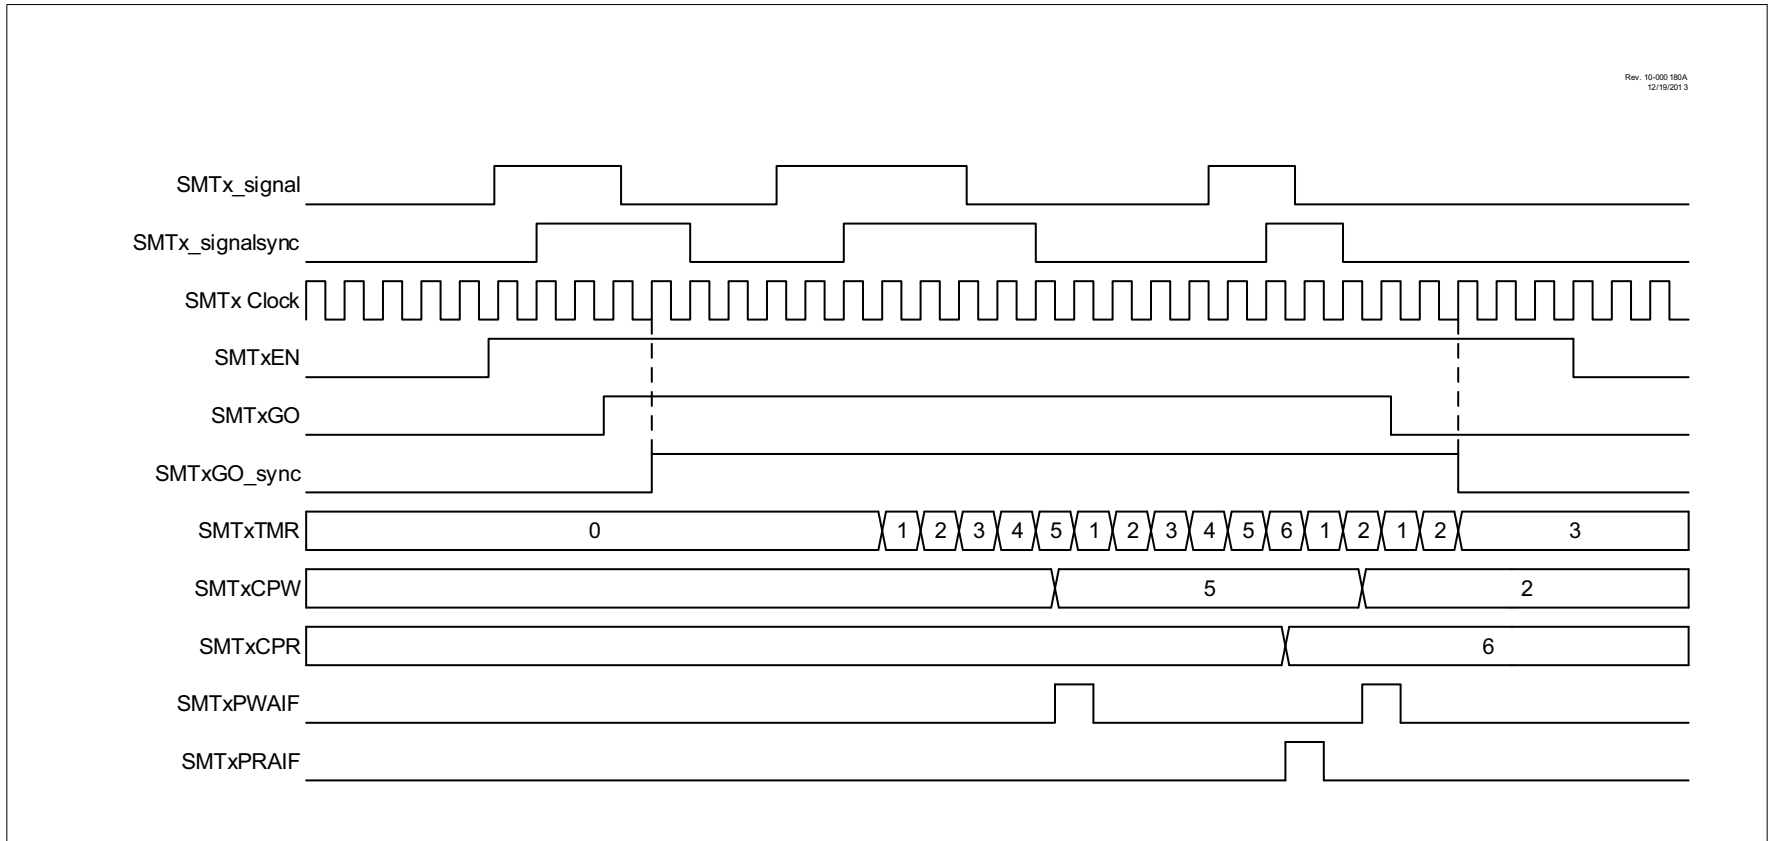 Rev. 10-000 180A
12/19/201 3
SMTx_signal
SMTx_signalsync
SMTx Clock
SMTxEN
SMTxGO
SMTxGO_sync
SMTxTMR 0 1 2 3 4 5 1 2 3 4 5 6 1 2 1 2 3
SMTxCPW 5 2
SMTxCPR 6
SMTxPWAIF
SMTxPRAIF